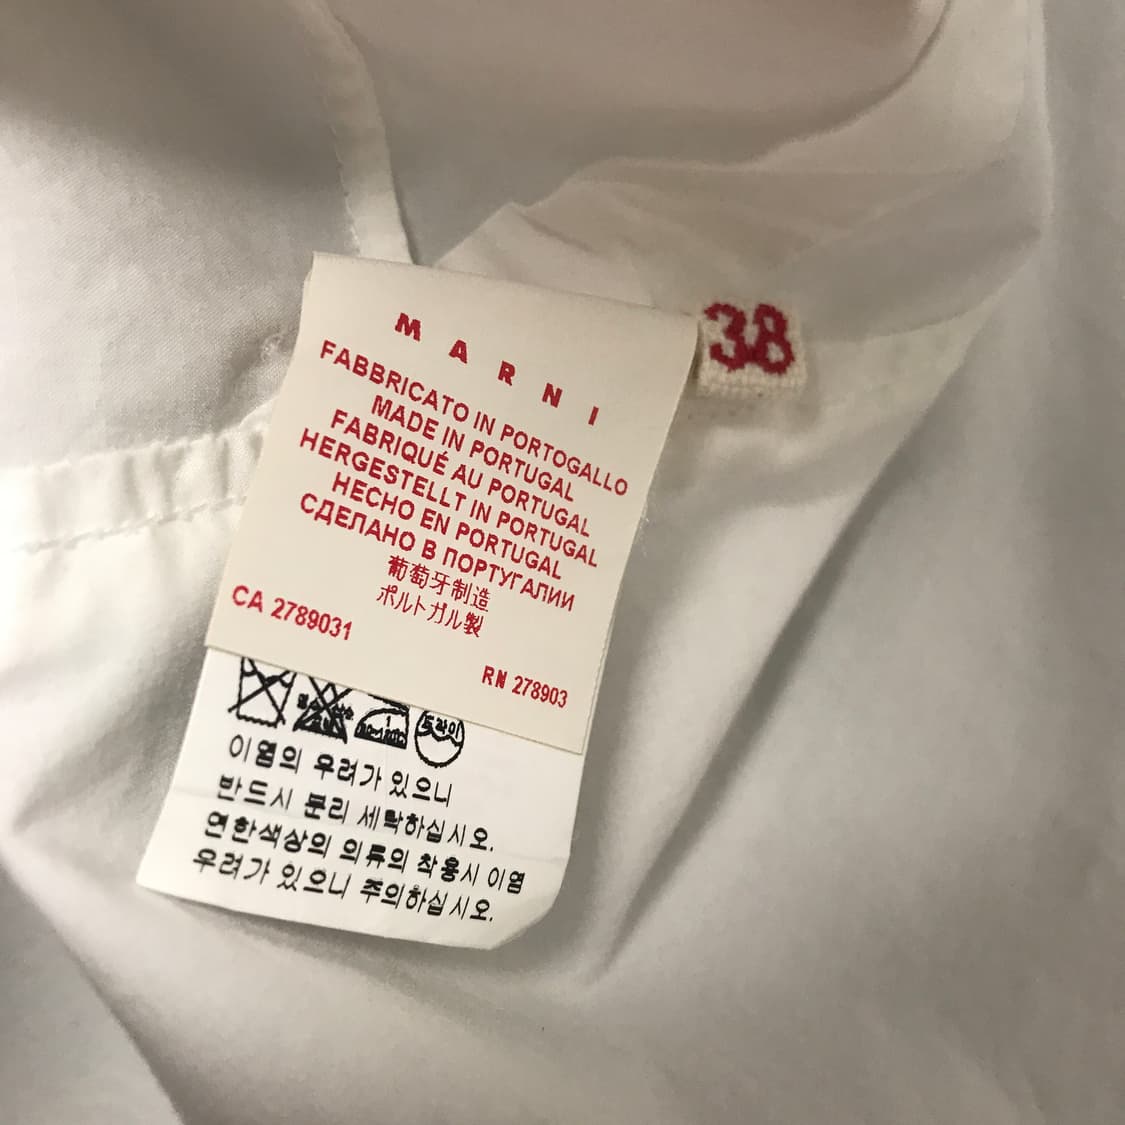 38
MARNI
FABBRICATO IN PORTOGALLO
MADE IN PORTUGAL
FABRIQUÉ AU PORTUGAL
HERGESTELLT IN PORTUGAL
HECHO EN PORTUGAL
СДЕЛАНО В ПОРТУГАЛИИ
葡萄牙制造
ポルトガル製
CA 2789031
RN 278903
드라이
이염의 우려가 있으니
반드시 분리 세탁하십시오.
연한색상의 의류의 착용시 이염
우려가 있으니 주의하십시오.